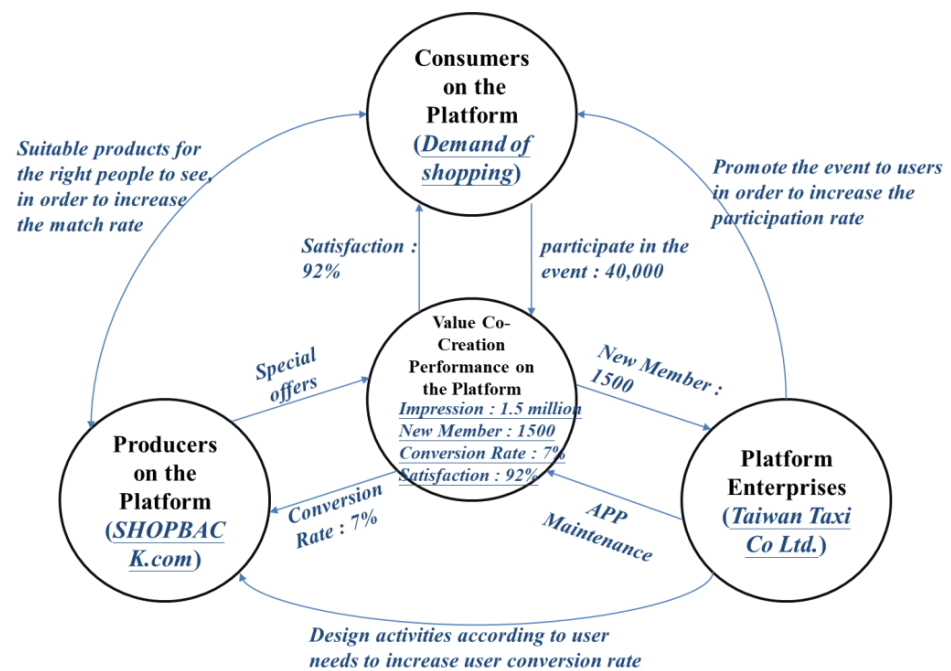 Consumers
on the
Platform
(Demand of
shopping)
Suitable products for
the right people to see,
in order to increase
the match rate
Promote the event to users
in order to increase the
participation rate
Satisfaction :
92%
participate in the
event : 40,000
Value Co-
Creation
Performance on
the Platform
Impression : 1.5 million
New Member : 1500
Conversion Rate : 7%
Satisfaction : 92%
Special
offers
New Member :
1500
Producers
on the
Platform
(SHOPBAC
K.com)
Conversion
Rate : 7%
APP
Maintenance
Platform
Enterprises
(Taiwan Taxi
Co Ltd.)
Design activities according to user
needs to increase user conversion rate